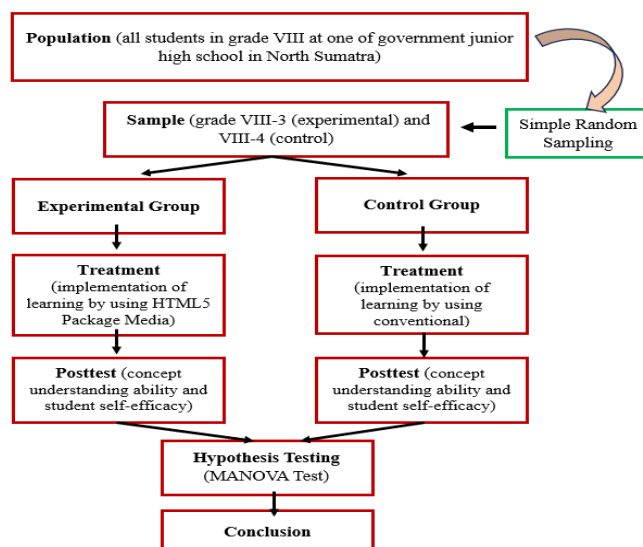 Population (all students in grade VIII at one of government junior
high school in North Sumatra)
Simple Random
Sampling
Sample (grade VIII-3 (experimental) and
VIII-4 (control)
Experimental Group
Control Group
Treatment
(implementation of
learning by using HTML5
Package Media)
Treatment
(implementation of
learning by using
conventional)
Posttest (concept
understanding ability and
student self-efficacy)
Posttest (concept
understanding ability and
student self-efficacy)
Hypothesis Testing
(MANOVA Test)
Conclusion